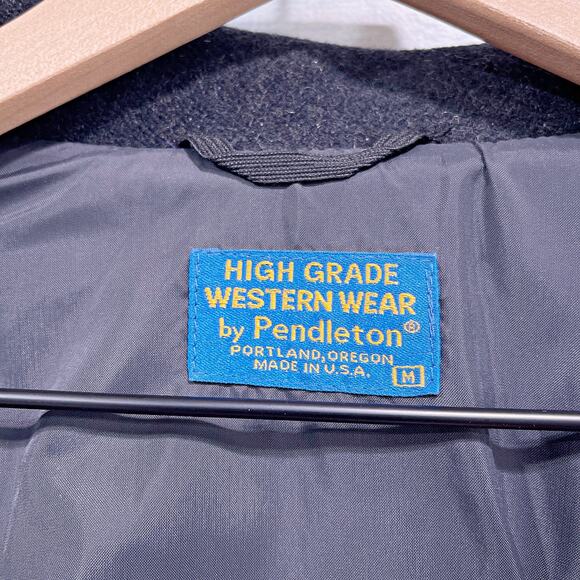 HIGH GRADE
WESTERN WEAR
by Pendleton®
PORTLAND, OREGON
MADE IN U.S.A.
M